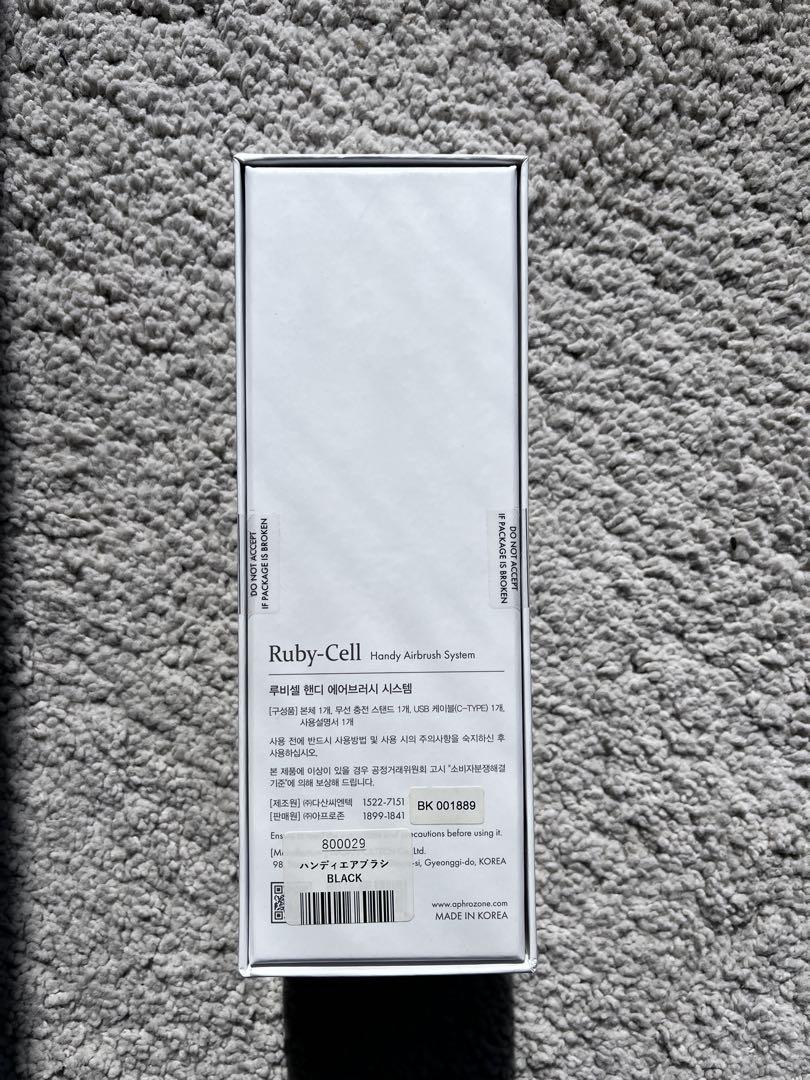 DO NOT ACCEPT
IF PACKAGE IS BROKEN
DO NOT ACCEPT
IF PACKAGE IS BROKEN
Ruby-Cell Handy Airbrush System
루비셀 핸디 에어브러시 시스템
[구성품] 본체 1개, 무선 충전 스탠드 1개, USB 케이블(C-TYPE) 1개,
사용설명서 1개
사용 전에 반드시 사용방법 및 사용 시의 주의사항을 숙지하신 후
사용하십시오.
본 제품에 이상이 있을 경우 공정거래위원회 고시 "소비자분쟁해결
기준"에 의해 보상해 드립니다.
[제조원] ㈜다산씨엔텍 1522-7151
[판매원] ㈜아프로존 1899-1841
BK 001889
before using it.
Ltd.
98, Gyeonggi-do, KOREA
800029
ハンディエアブラシ
BLACK
www.aphrozone.com
MADE IN KOREA